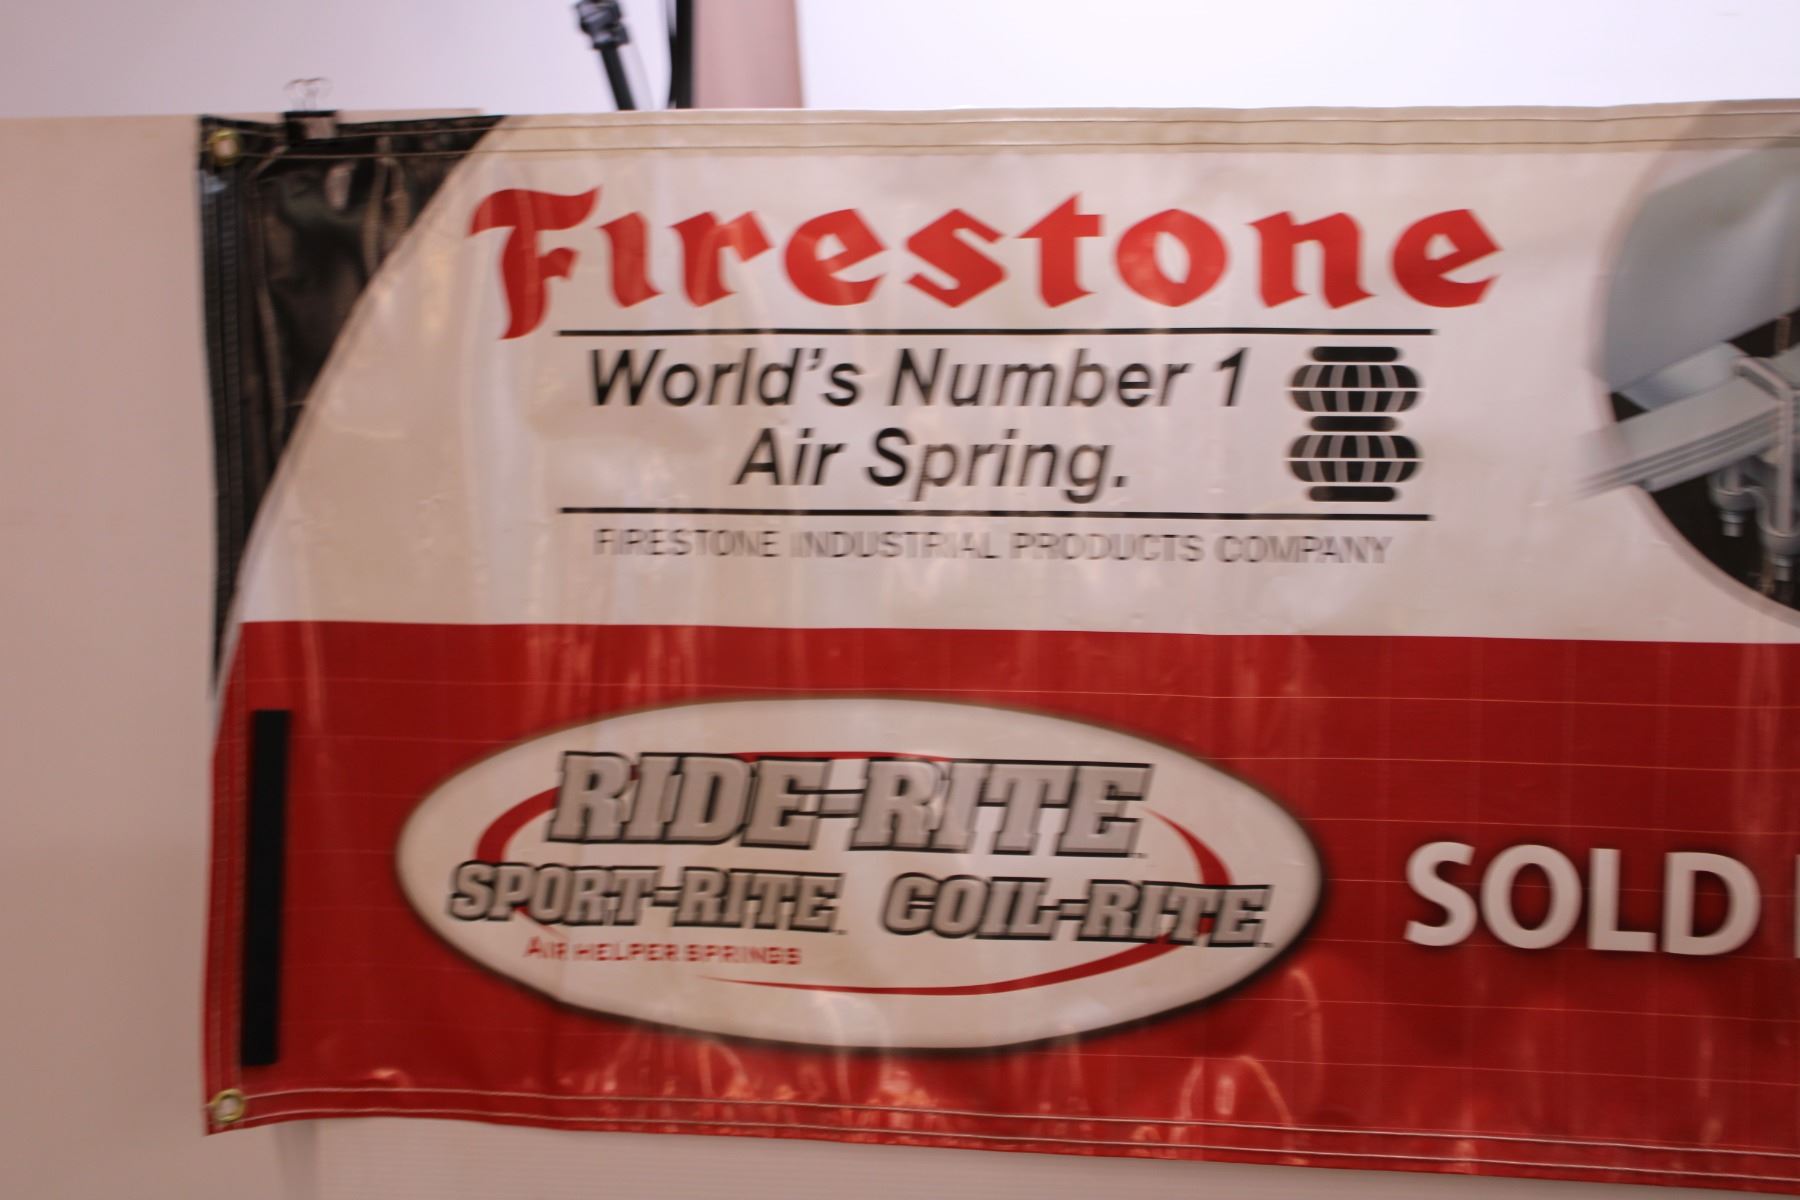 Firestone
World's Number 1
Air Spring.
FIRESTONE INDUSTRIAL PRODUCTS COMPANY
RIDE-RITE
SPORT-RITE COIL-RITE
AIR HELPER SPRINGS
SOLD